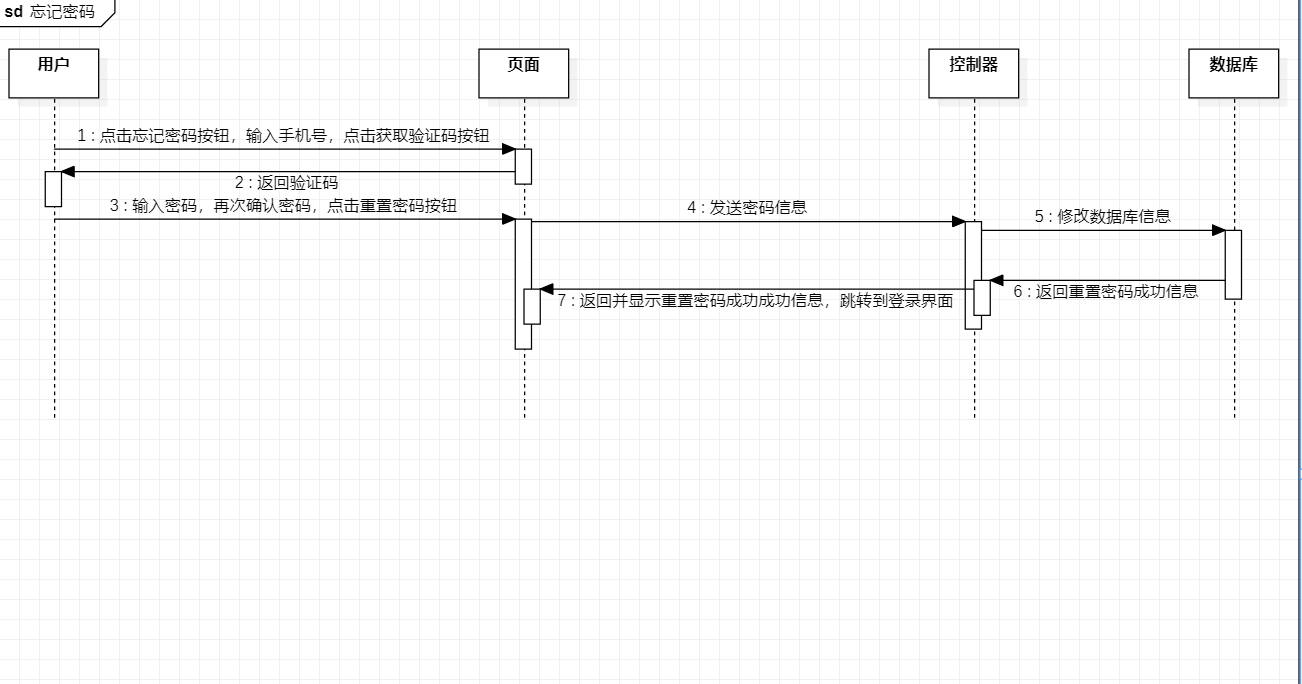 sd 忘记密码
用户
页面
控制器
数据库
1 : 点击忘记密码按钮，输入手机号，点击获取验证码按钮
2 : 返回验证码
3 : 输入密码，再次确认密码，点击重置密码按钮
4 : 发送密码信息
5 : 修改数据库信息
6 : 返回重置密码成功信息
7 : 返回并显示重置密码成功成功信息，跳转到登录界面